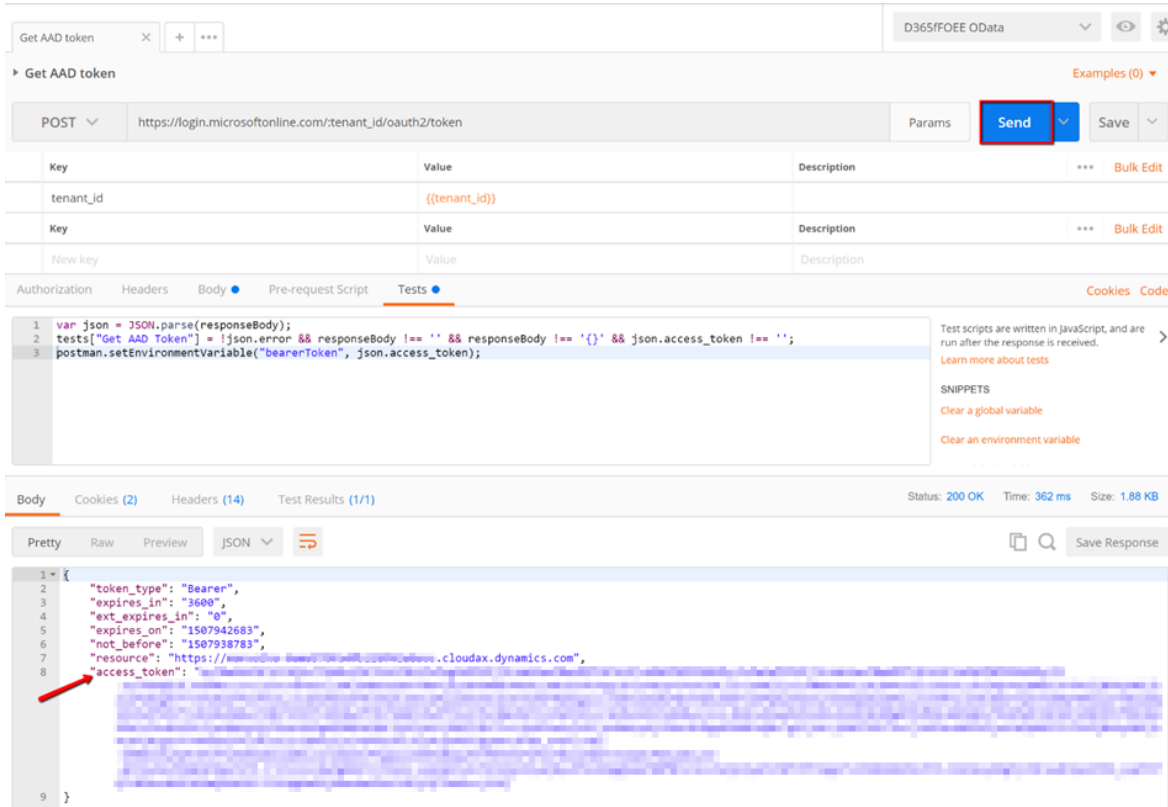 D365fFOEE OData
Get AAD token
Get AAD token
Examples (0)
POST https://login.microsoftonline.com/:tenant_id/oauth2/token Params Send Save
Key Value Description Bulk Edit
tenant_id {{tenant_id}}
Key Value Description Bulk Edit
New key Value Description
Authorization Headers Body Pre-request Script Tests Cookies Code
1 var json = JSON.parse(responseBody);
2 tests["Get AAD Token"] = !json.error && responseBody !== '' && responseBody !== '{}' && json.access_token !== '';
3 postman.setEnvironmentVariable("bearerToken", json.access_token);
Test scripts are written in JavaScript, and are
run after the response is received.
Learn more about tests
SNIPPETS
Clear a global variable
Clear an environment variable
Body Cookies (2) Headers (14) Test Results (1/1) Status: 200 OK Time: 362 ms Size: 1.88 KB
Pretty Raw Preview JSON Save Response
1 {
2 "token_type": "Bearer",
3 "expires_in": "3600",
4 "ext_expires_in": "0",
5 "expires_on": "1507942683",
6 "not_before": "1507938783",
7 "resource": "https:// .cloudax.dynamics.com",
8 "access_token": "
9 }